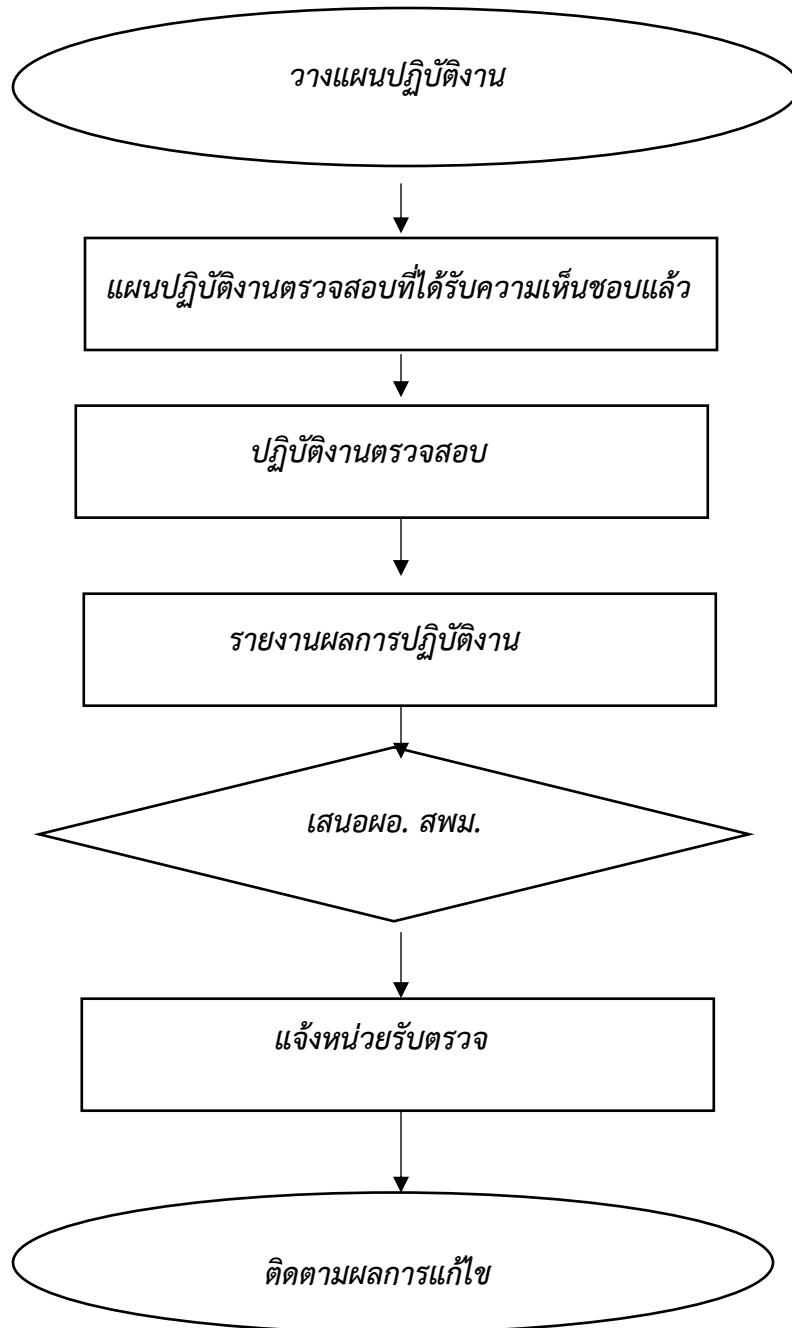 วางแผนปฏิบัติงาน
แผนปฏิบัติงานตรวจสอบที่ได้รับความเห็นชอบแล้ว
ปฏิบัติงานตรวจสอบ
รายงานผลการปฏิบัติงาน
เสนอผอ. สพม.
แจ้งหน่วยรับตรวจ
ติดตามผลการแก้ไข